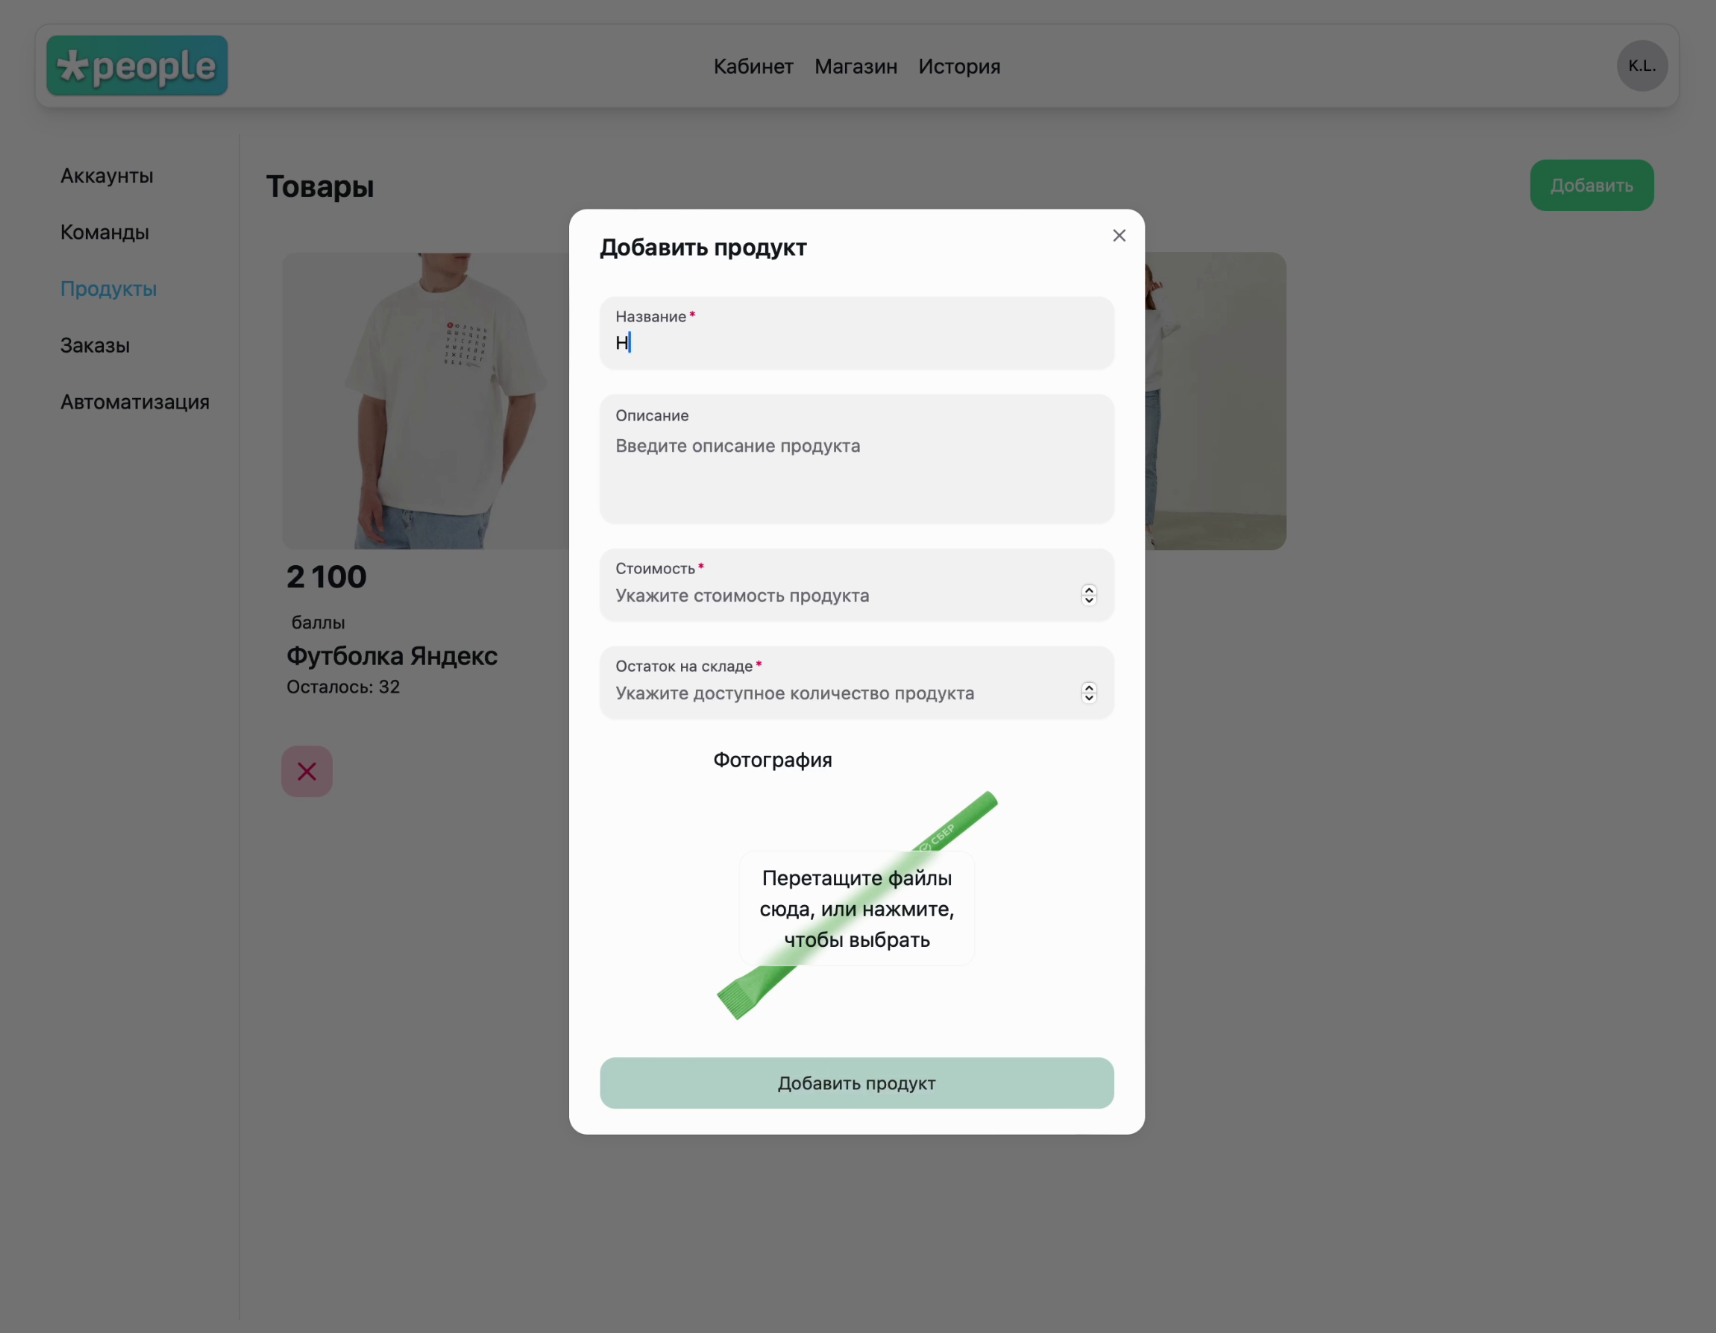 *people
Кабинет Магазин История
K.L.
Аккаунты
Команды
Продукты
Заказы
Автоматизация
Товары
Добавить
2 100
баллы
Футболка Яндекс
Осталось: 32
Добавить продукт
Название*
Н
Описание
Введите описание продукта
Стоимость*
Укажите стоимость продукта
Остаток на складе*
Укажите доступное количество продукта
Фотография
СБЕР
Перетащите файлы
сюда, или нажмите,
чтобы выбрать
Добавить продукт